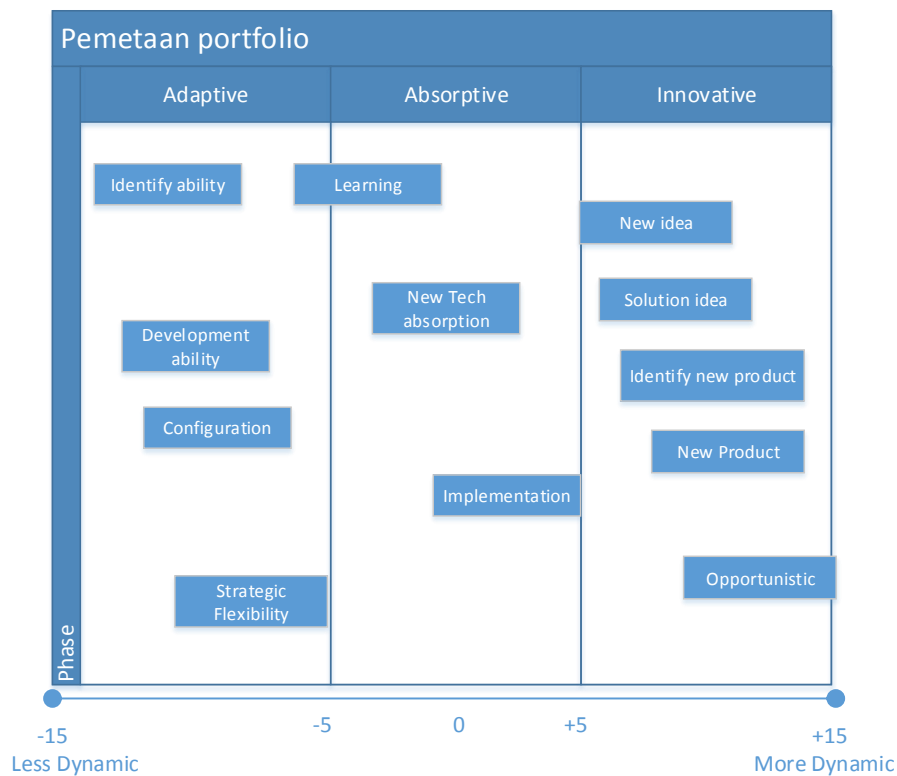 Pemetaan portfolio
Adaptive
Absorptive
Innovative
Identify ability
Learning
New idea
New Tech
absorption
Solution idea
Development
ability
Identify new product
Configuration
New Product
Implementation
Opportunistic
Strategic
Flexibility
Phase
-15
-5
0
+5
+15
Less Dynamic
More Dynamic